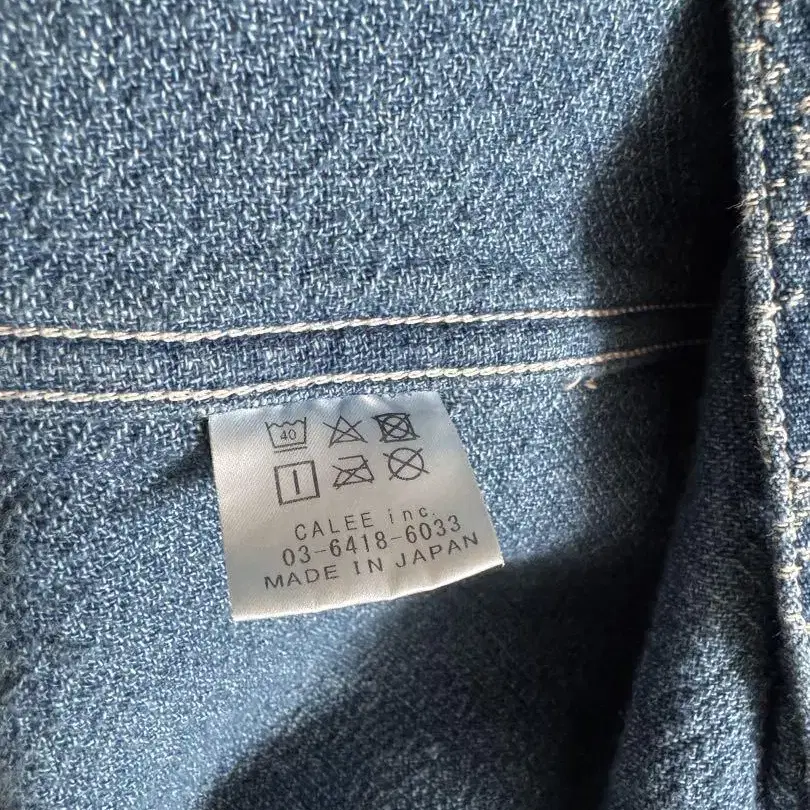 40
CALEE inc.
03-6418-6033
MADE IN JAPAN